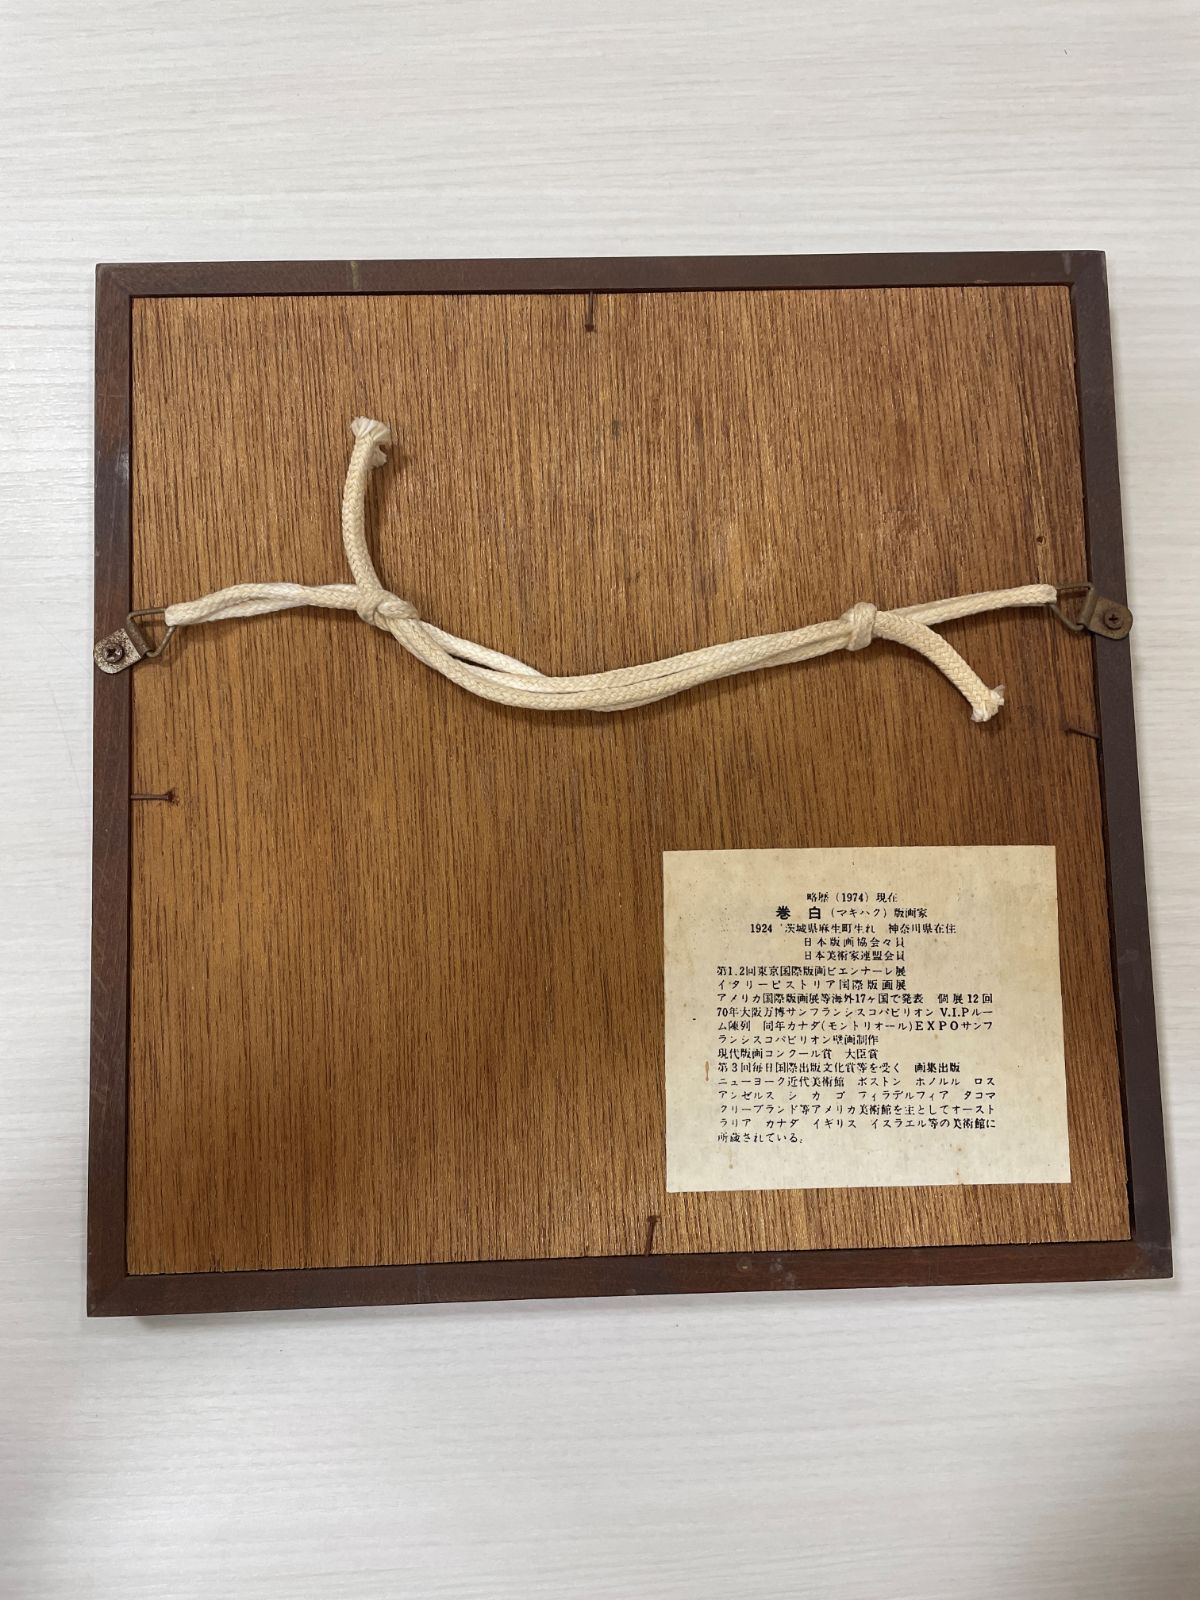 略歴(1974)現在
巻 白(マキハク)版画家
1924 茨城県麻生町生れ 神奈川県在住
日本版画協会々員
日本美術家連盟会員
第1.2回東京国際版画ビエンナーレ展
イタリーピストリア国際版画展
アメリカ国際版画展等海外17ヶ国で発表 個展12回
70年大阪万博サンフランシスコパビリオンV.I.Pルー
ム陳列 同年カナダ(モントリオール)EXPOサンフ
ランシスコパビリオン壁画制作
現代版画コンクール賞 大臣賞
第3回毎日国際出版文化賞等を受く 画集出版
ニューヨーク近代美術館 ボストン ホノルル ロス
アンゼルス シカゴ フィラデルフィア タコマ
クリーブランド等アメリカ美術館を主としてオースト
ラリア カナダ イギリス イスラエル等の美術館に
所蔵されている。